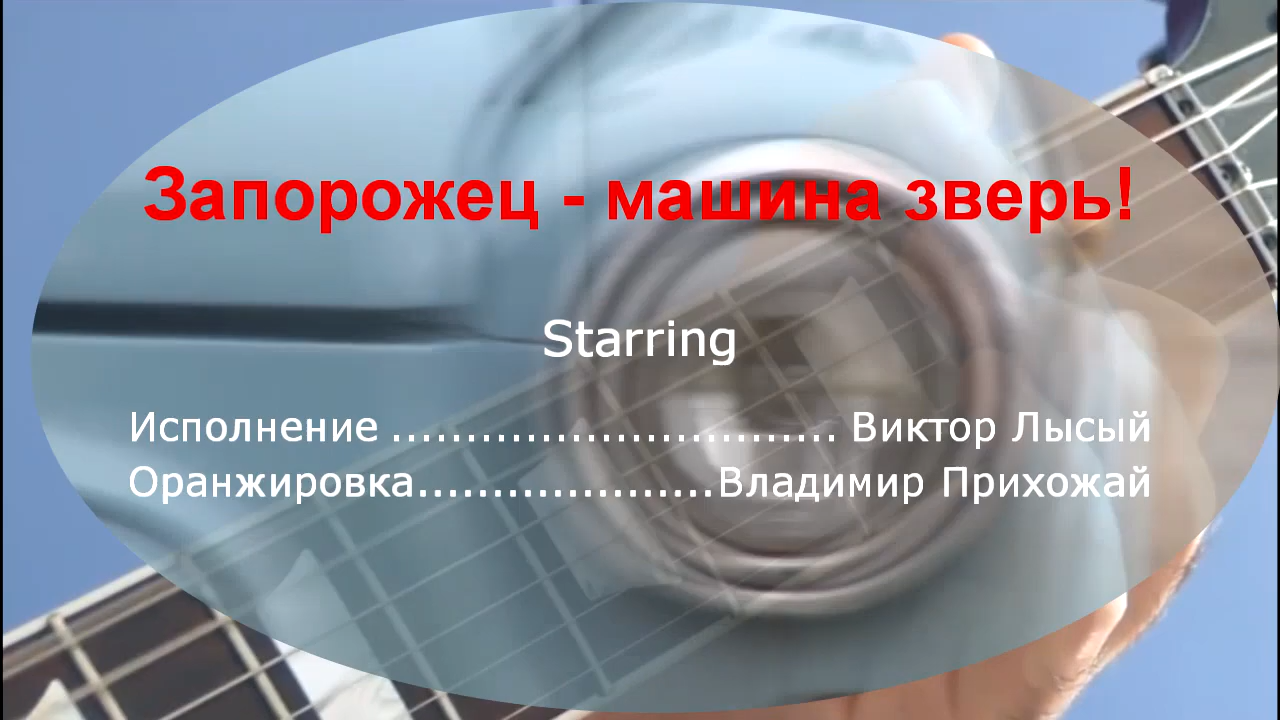 Запорожец - машина зверь!
Starring
Исполнение .............................. Виктор Лысый
Оранжировка....................Владимир Прихожай